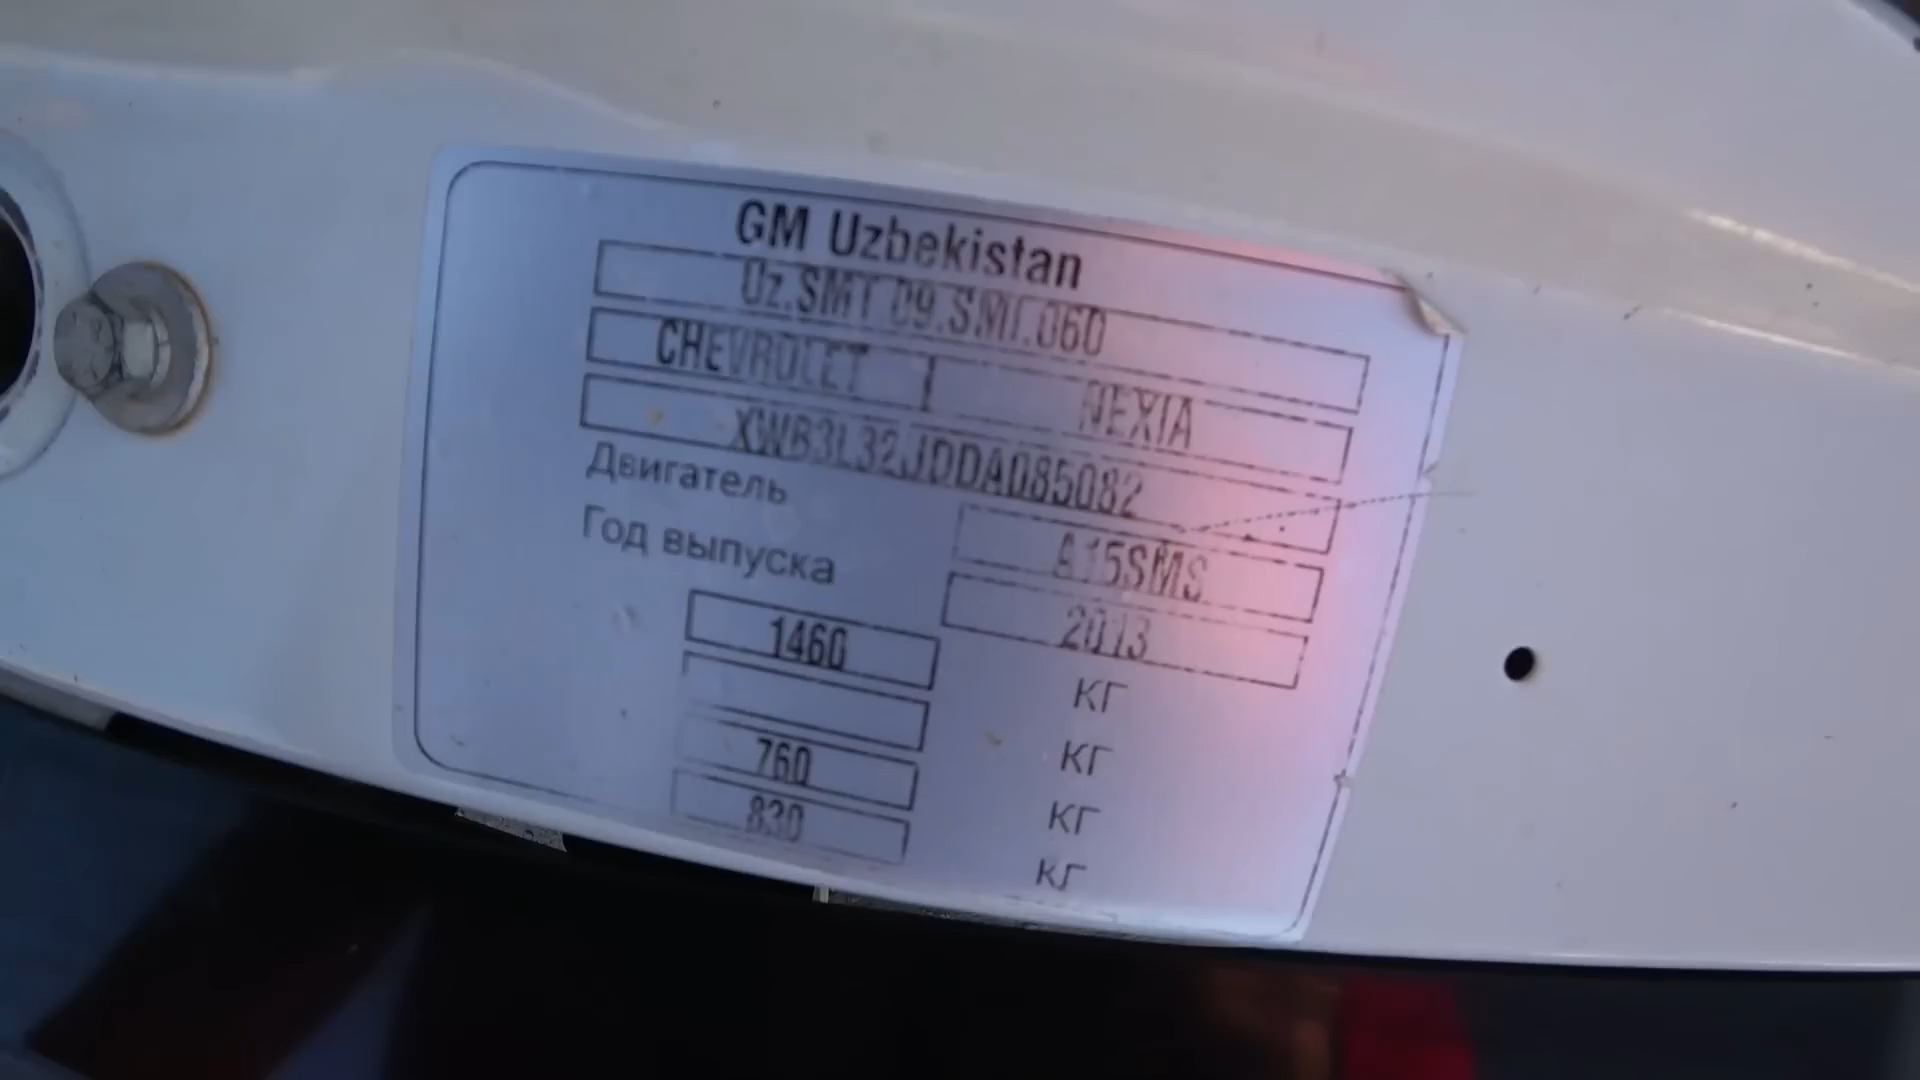 GM Uzbekistan
Uz.SMT 09.SMT.060
CHEVROLET NEXIA
XWB3L32JDDA085082
Двигатель A15SMS
Год выпуска 2013
1460 КГ
КГ
760 КГ
830 КГ